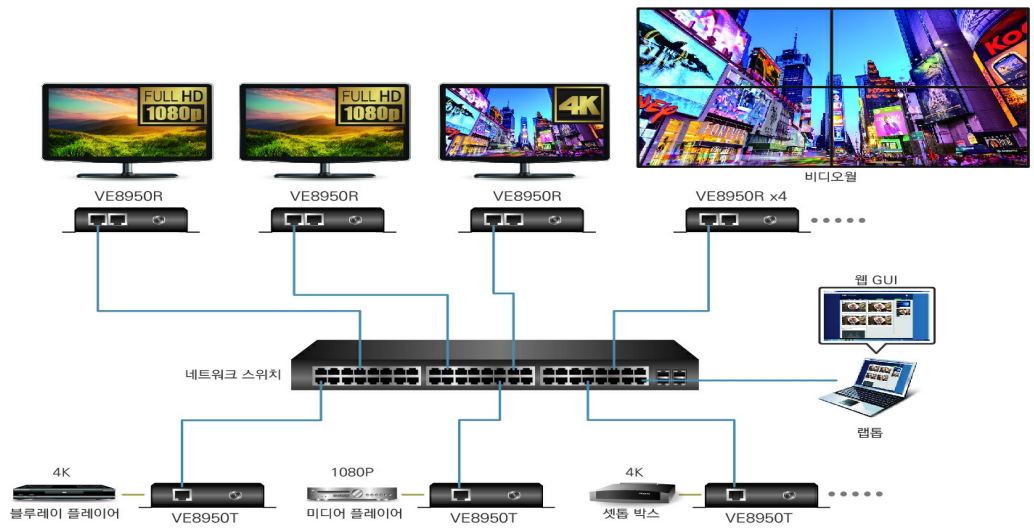 FULL HD
1080p
FULL HD
1080p
4K
비디오월
VE8950R
VE8950R
VE8950R
VE8950R x4
웹 GUI
네트워크 스위치
랩톱
4K
블루레이 플레이어
VE8950T
1080P
미디어 플레이어
VE8950T
4K
셋톱 박스
VE8950T